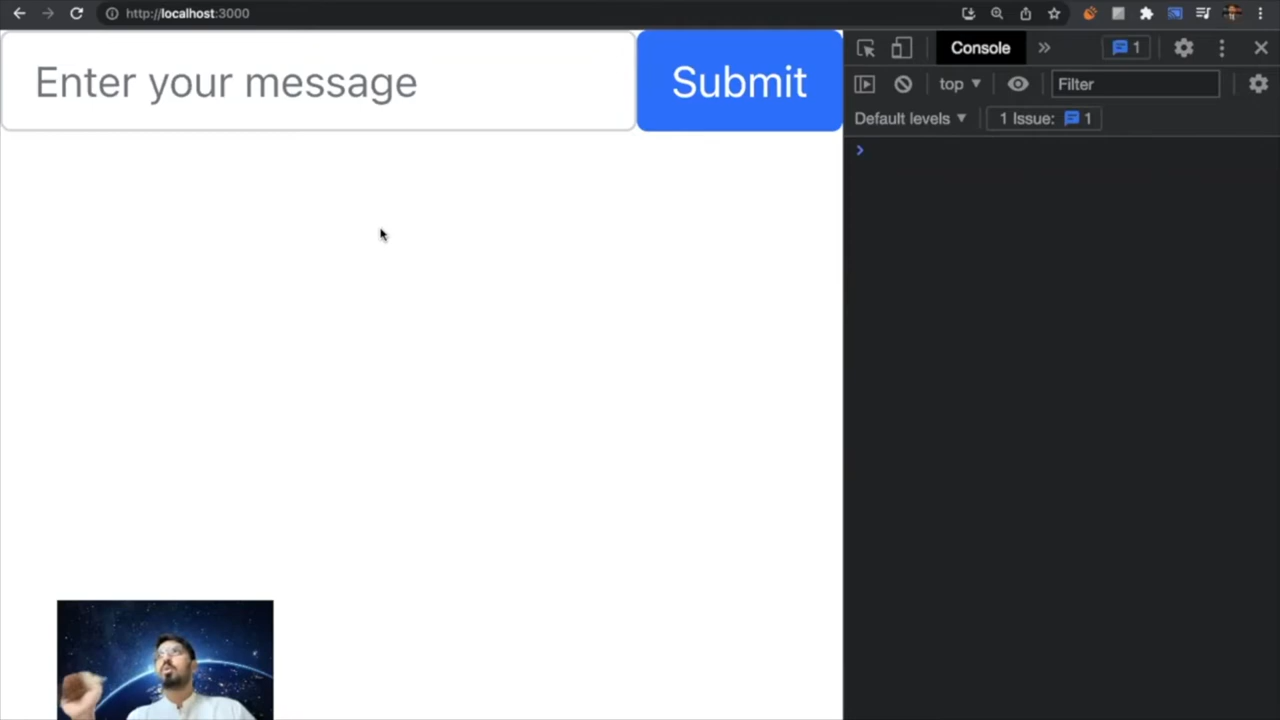 http://localhost:3000
Enter your message
Submit
Console
1
top
Filter
Default levels
1 Issue: 1